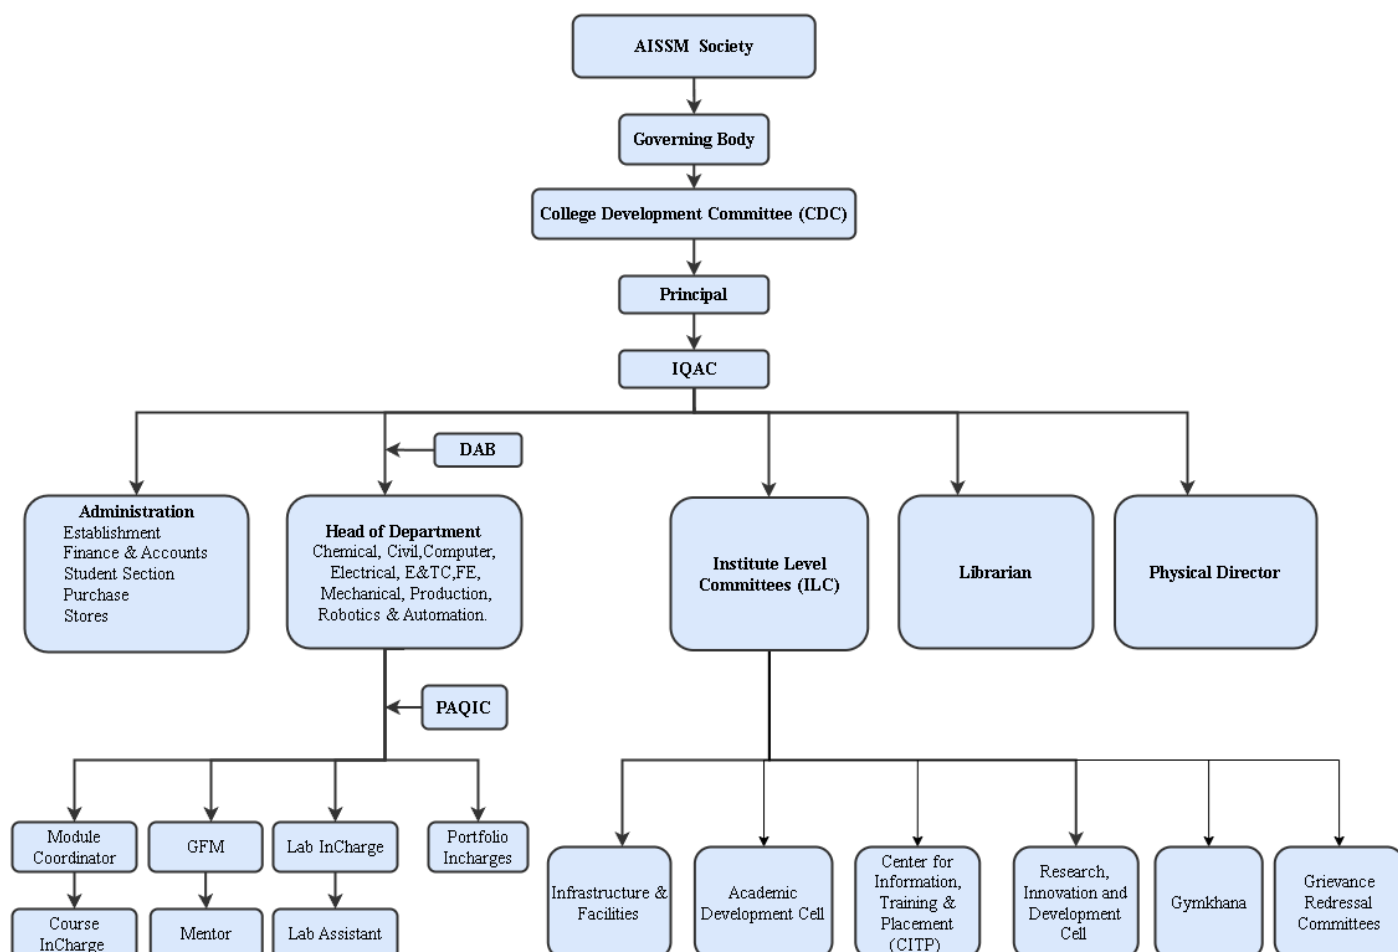 AISSM Society
Governing Body
College Development Committee (CDC)
Principal
IQAC
DAB
Administration
Establishment
Finance & Accounts
Student Section
Purchase
Stores
Head of Department
Chemical, Civil,Computer,
Electrical, E&TC,FE,
Mechanical, Production,
Robotics & Automation.
Institute Level
Committees (ILC)
Librarian
Physical Director
PAQIC
Module
Coordinator
GFM
Lab InCharge
Portfolio
Incharges
Course
InCharge
Mentor
Lab Assistant
Infrastructure &
Facilities
Academic
Development Cell
Center for
Information,
Training &
Placement
(CITP)
Research,
Innovation and
Development
Cell
Gymkhana
Grievance
Redressal
Committees